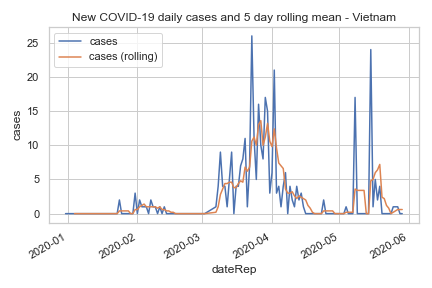 New COVID-19 daily cases and 5 day rolling mean - Vietnam
cases
cases (rolling)
25
20
15
10
5
0
cases
2020-01
2020-02
2020-03
2020-04
2020-05
2020-06
dateRep